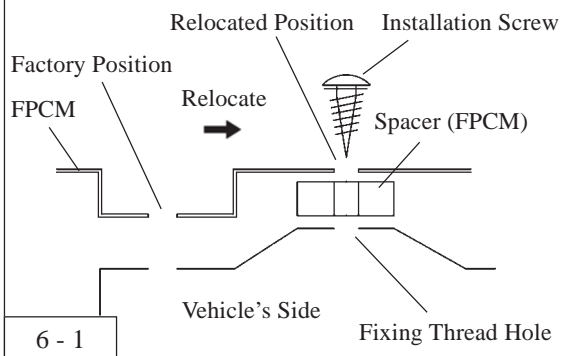 Relocated Position
Installation Screw
Factory Position
FPCM
Relocate
Spacer (FPCM)
Vehicle's Side
Fixing Thread Hole
6 - 1